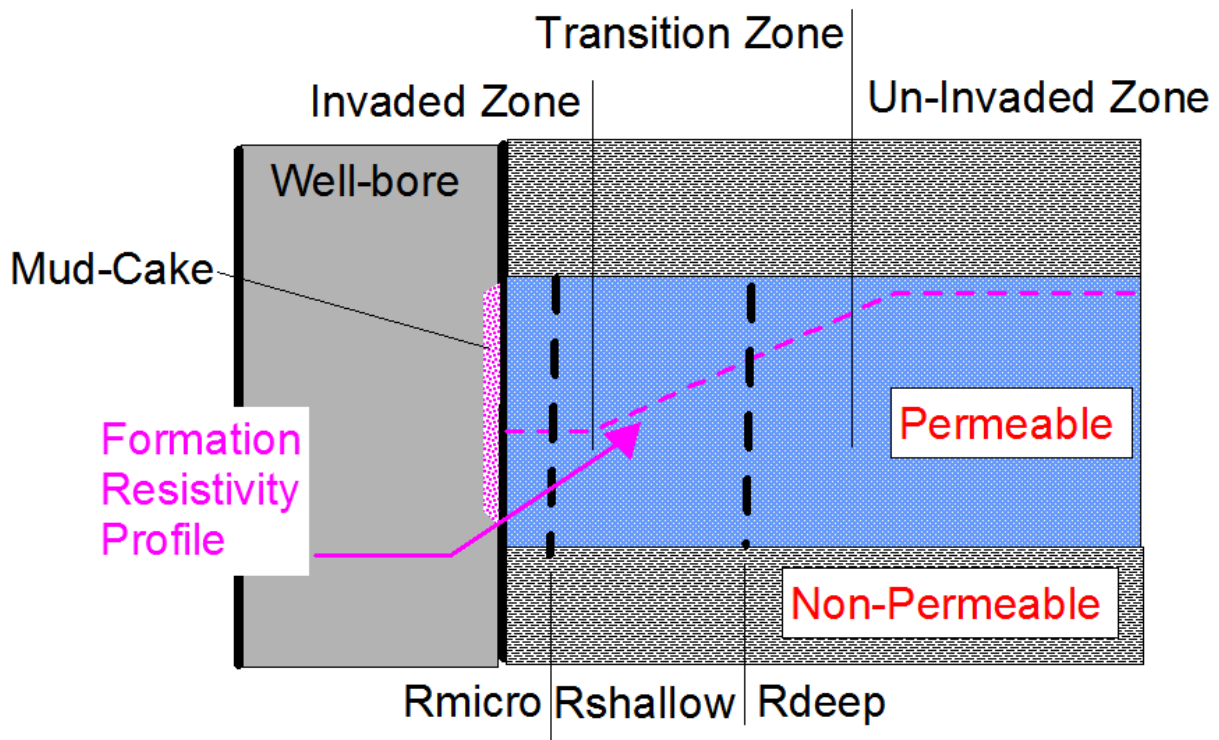 Transition Zone
Invaded Zone
Un-Invaded Zone
Well-bore
Mud-Cake
Formation
Resistivity
Profile
Permeable
Non-Permeable
Rmicro
Rshallow
Rdeep